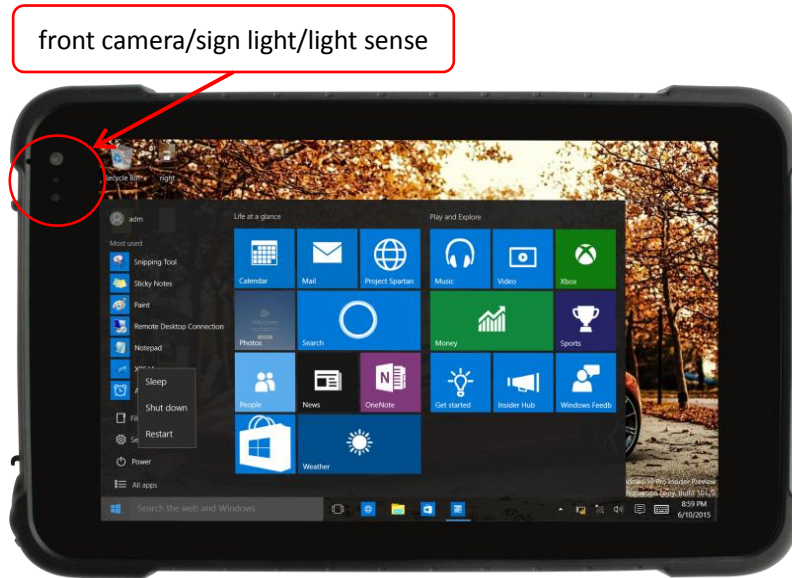 front camera/sign light/light sense
Recycle Bin right
adm
Life at a glance
Play and Explore
Most used
Snipping Tool
Sticky Notes
Paint
Remote Desktop Connection
Notepad
Calendar
Mail
Project Spartan
Music
Video
Xbox
Photos
Search
Money
Sports
People
News
OneNote
Get started
Insider Hub
Windows Feedb
Weather
Sleep
Shut down
Restart
Power
All apps
Search the web and Windows
8:59 PM
6/10/2015